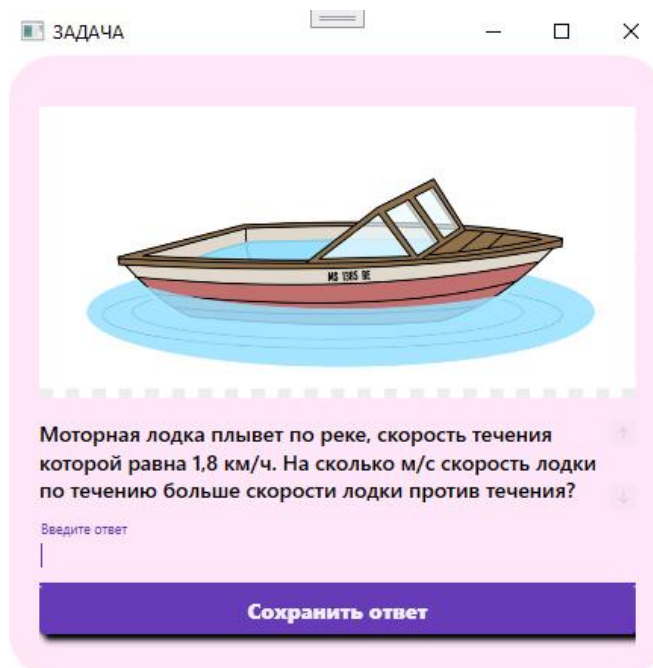 ЗАДАЧА
MS 1385 BE
Моторная лодка плывет по реке, скорость течения
которой равна 1,8 км/ч. На сколько м/с скорость лодки
по течению больше скорости лодки против течения?
Введите ответ
Сохранить ответ